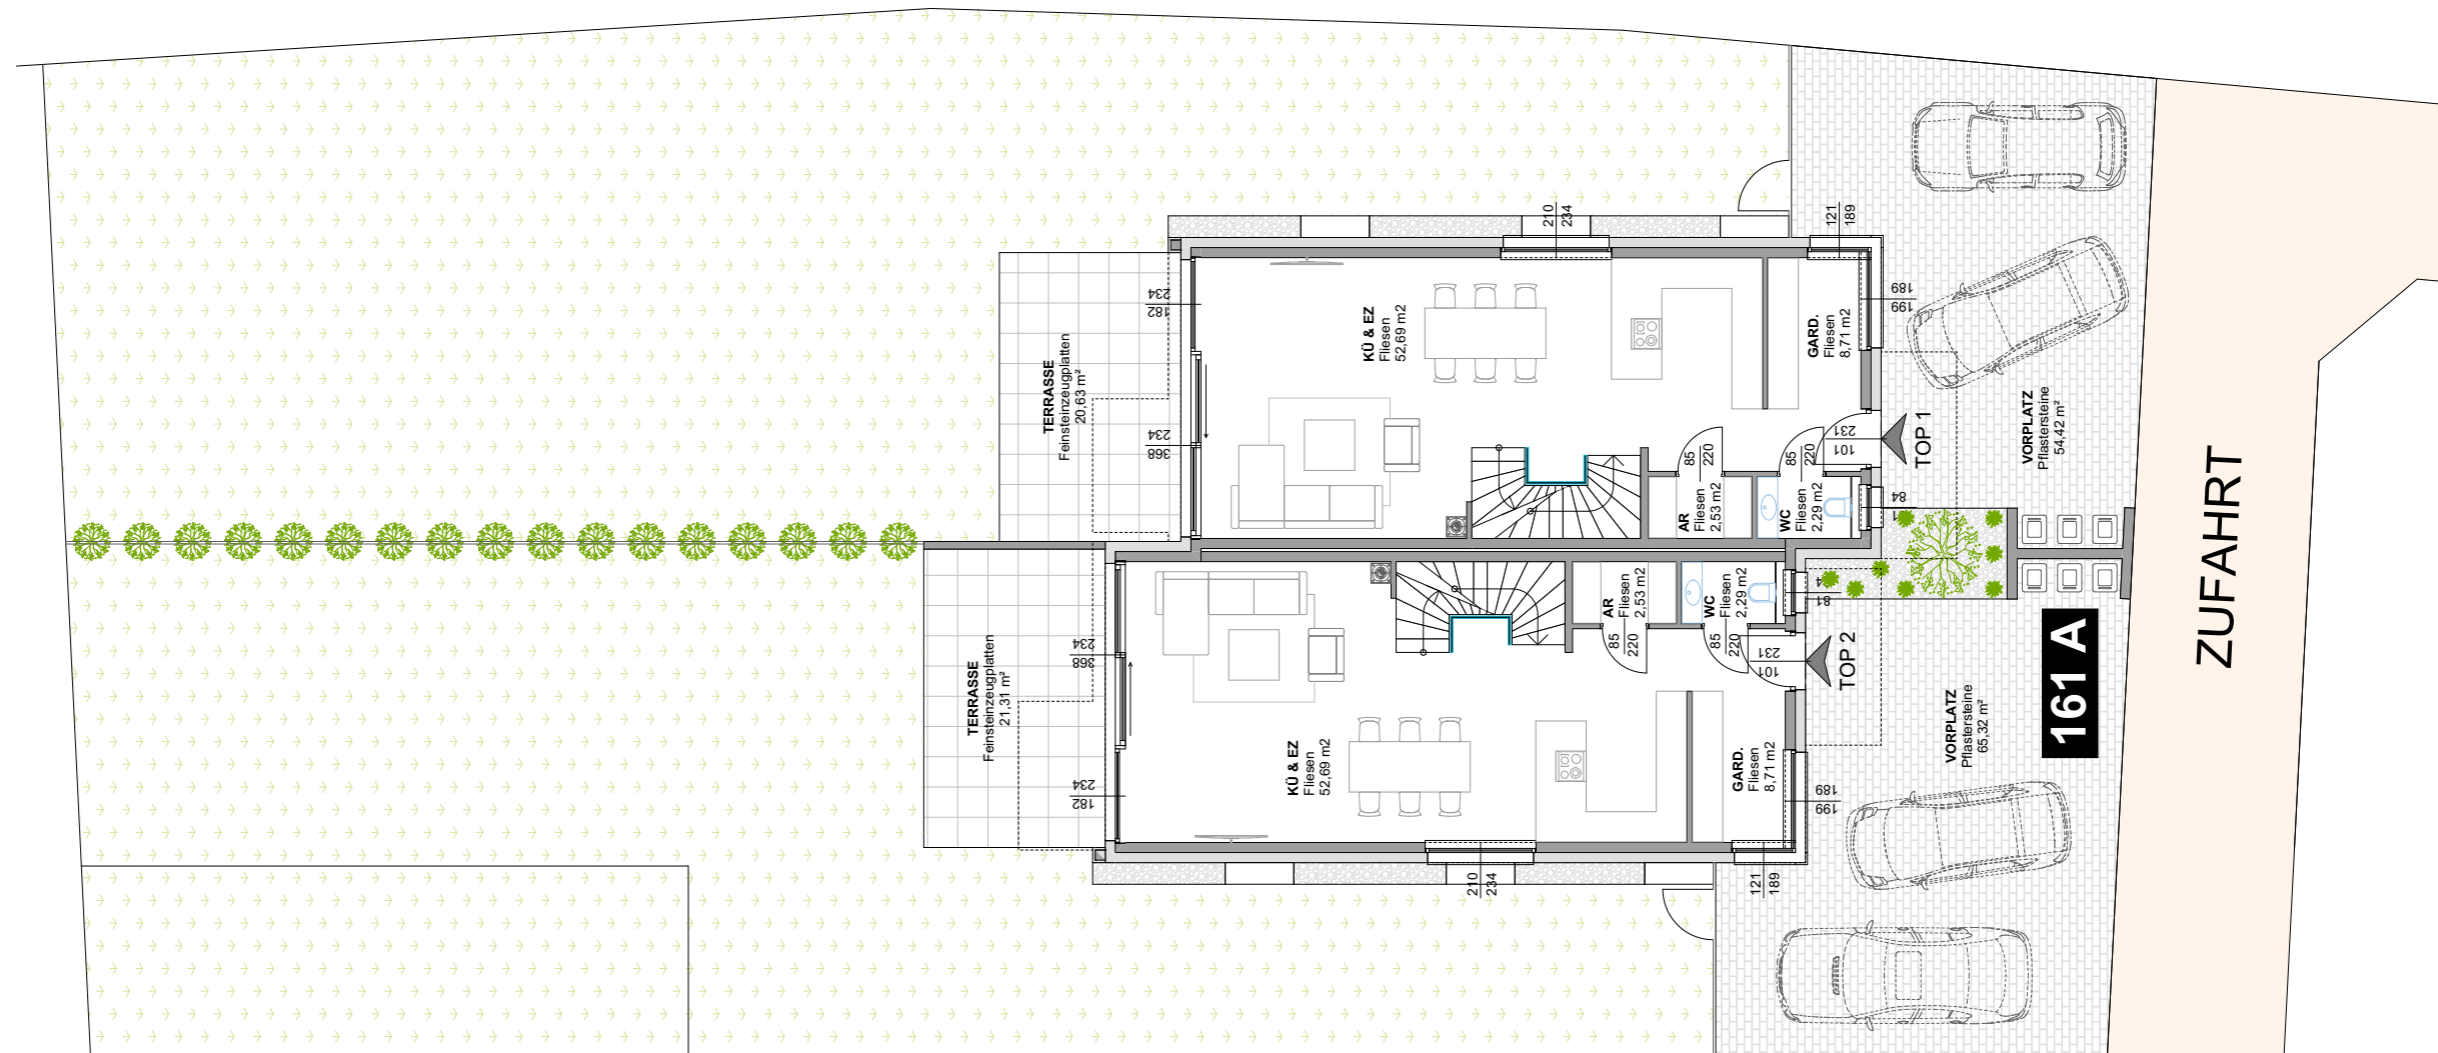 210
234
121
189
234
182
TERRASSE
Feinsteinzeugplatten
20,63 m²
234
368
KÜ & EZ
Fliesen
52,69 m2
GARD.
Fliesen
8,71 m2
189
199
85
220
85
220
231
101
TOP 1
AR
Fliesen
2,53 m2
WC
Fliesen
2,29 m2
84
VORPLATZ
Pflastersteine
54,42 m²
TERRASSE
Feinsteinzeugplatten
21,31 m²
234
368
234
182
KÜ & EZ
Fliesen
52,69 m2
AR
Fliesen
2,53 m2
WC
Fliesen
2,29 m2
81
85
220
85
220
231
101
TOP 2
GARD.
Fliesen
8,71 m2
189
199
210
234
121
189
VORPLATZ
Pflastersteine
65,32 m²
161 A
ZUFAHRT